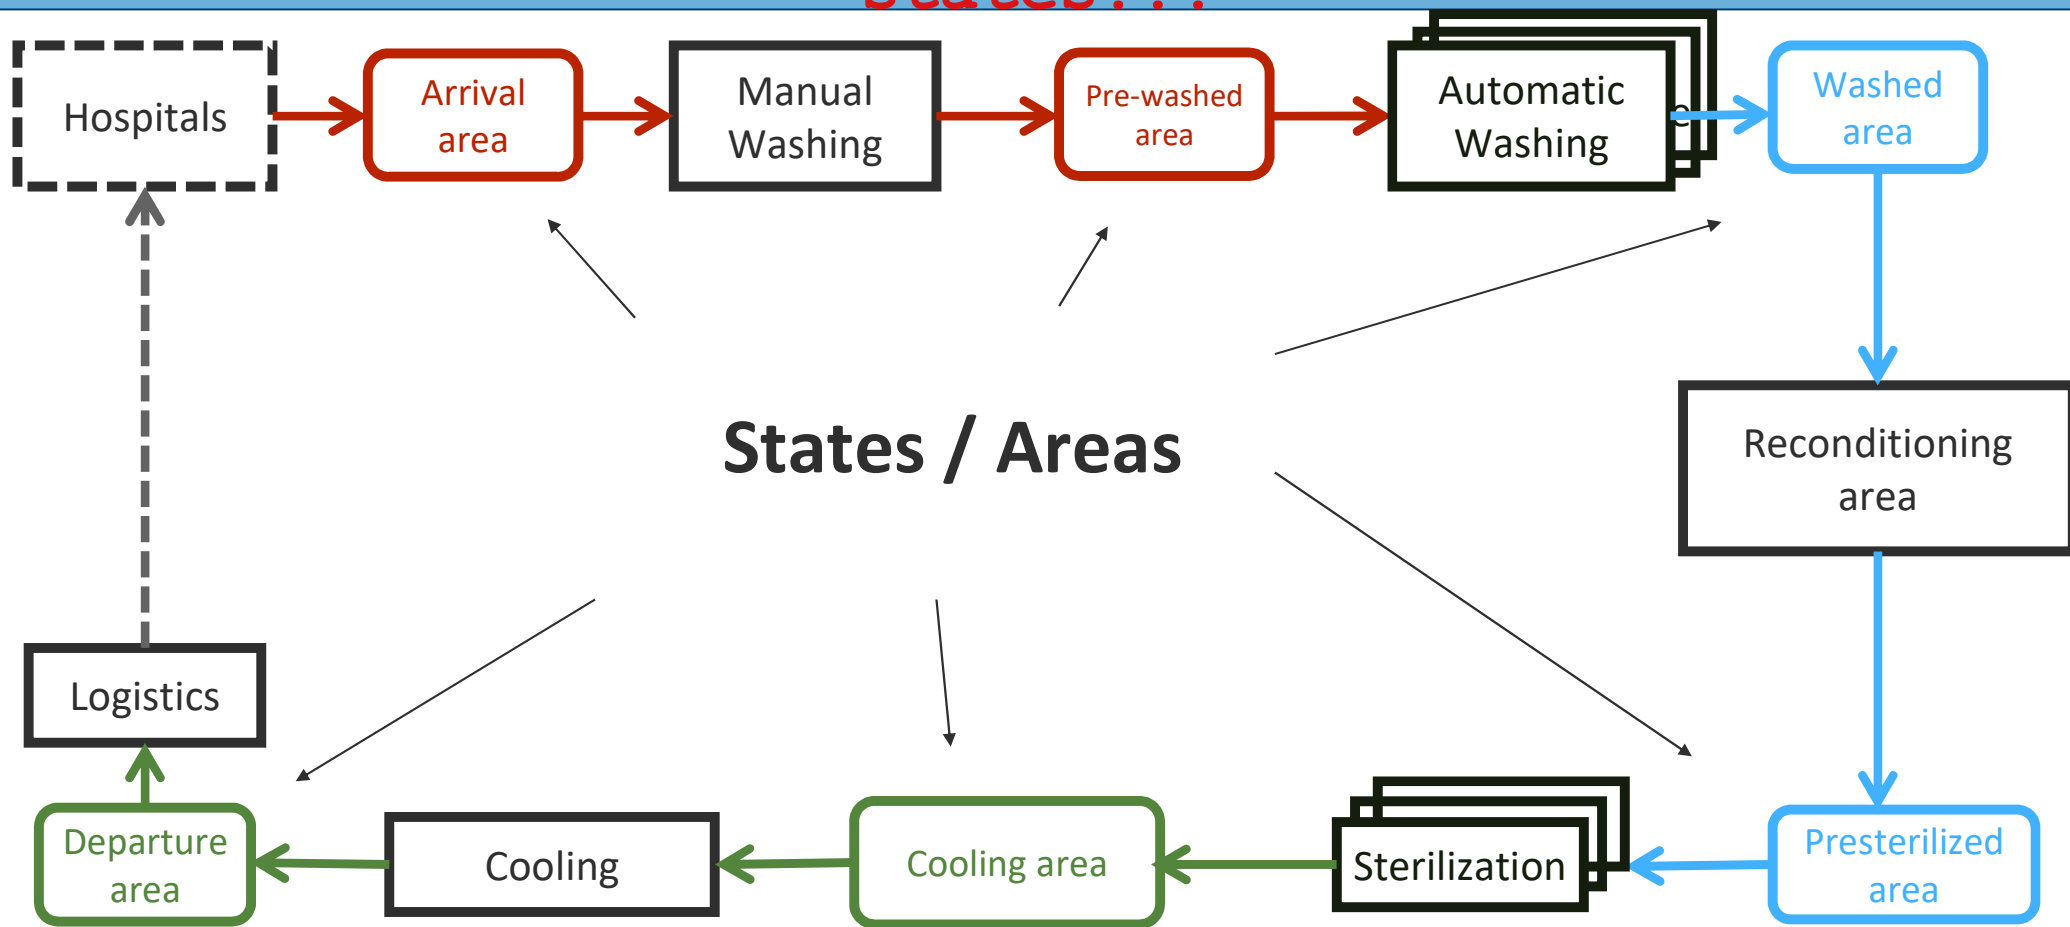 States...
Hospitals
Arrival
area
Manual
Washing
Pre-washed
area
Automatic
Washing
e
Washed
area
States / Areas
Reconditioning
area
Logistics
Departure
area
Cooling
Cooling area
Sterilization
Presterilized
area